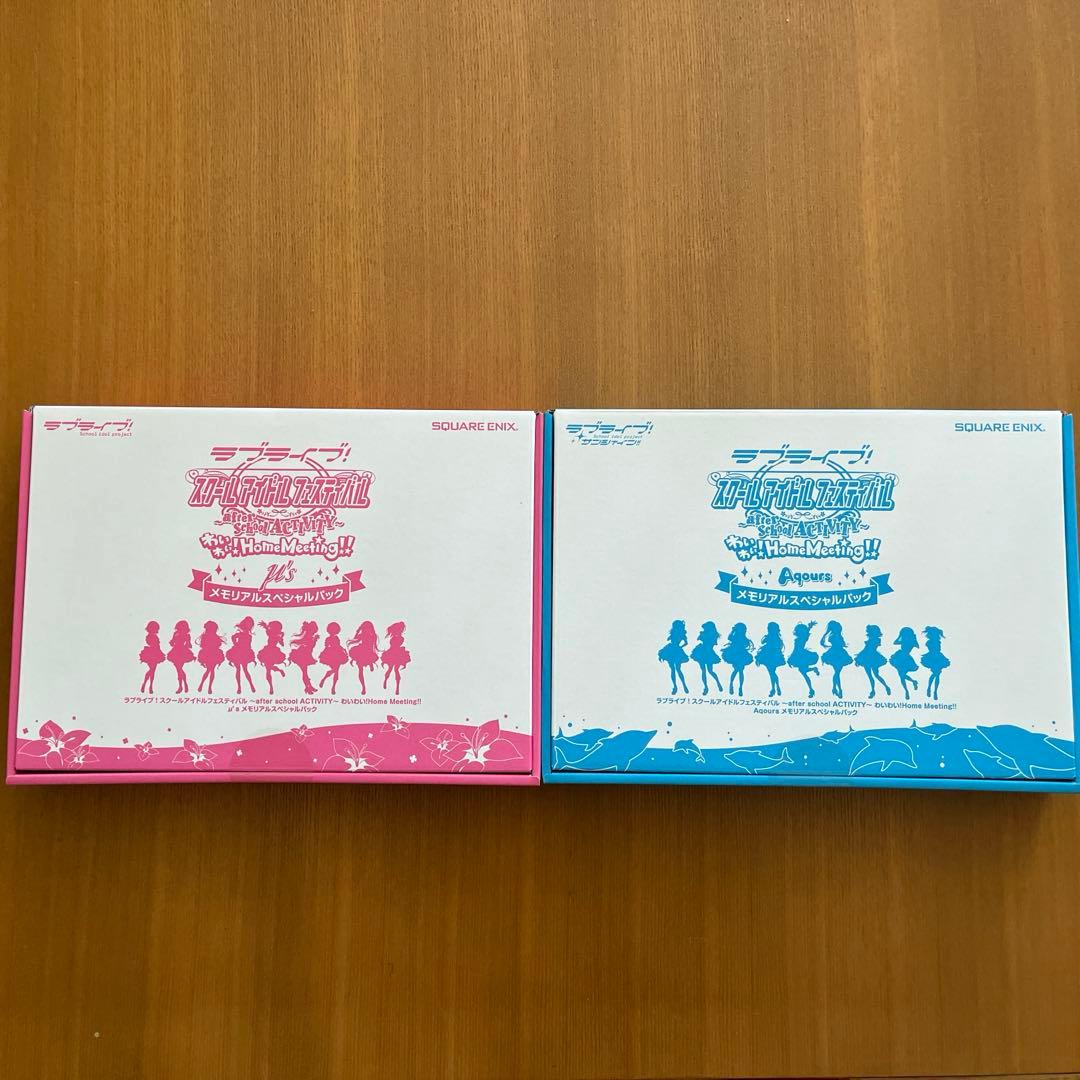 ラブライブ!
School idol project
SQUARE ENIX.
ラブライブ!
スクールアイドルフェスティバル
~after school ACTIVITY~
わいわい!HomeMeeting!!
μ's
メモリアルスペシャルパック
ラブライブ!スクールアイドルフェスティバル ~after school ACTIVITY~ わいわい!Home Meeting!!
μ's メモリアルスペシャルパック
ラブライブ!
School idol project
サンシャイン!!
SQUARE ENIX.
ラブライブ!
スクールアイドルフェスティバル
~after school ACTIVITY~
わいわい!HomeMeeting!!
Aqours
メモリアルスペシャルパック
ラブライブ!スクールアイドルフェスティバル ~after school ACTIVITY~ わいわい!Home Meeting!!
Aqours メモリアルスペシャルパック